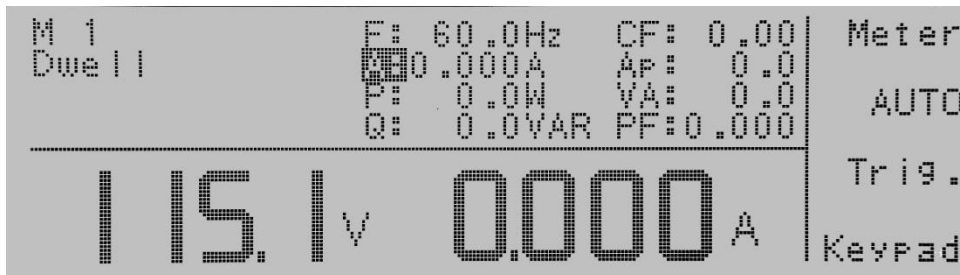 M 1 F: 60.0Hz CF: 0.00 Meter
Dwell A:0.000A Ap: 0.0
P: 0.0W VA: 0.0 AUTO
Q: 0.0VAR PF:0.000
115.1V 0.000A Trig.
Keypad